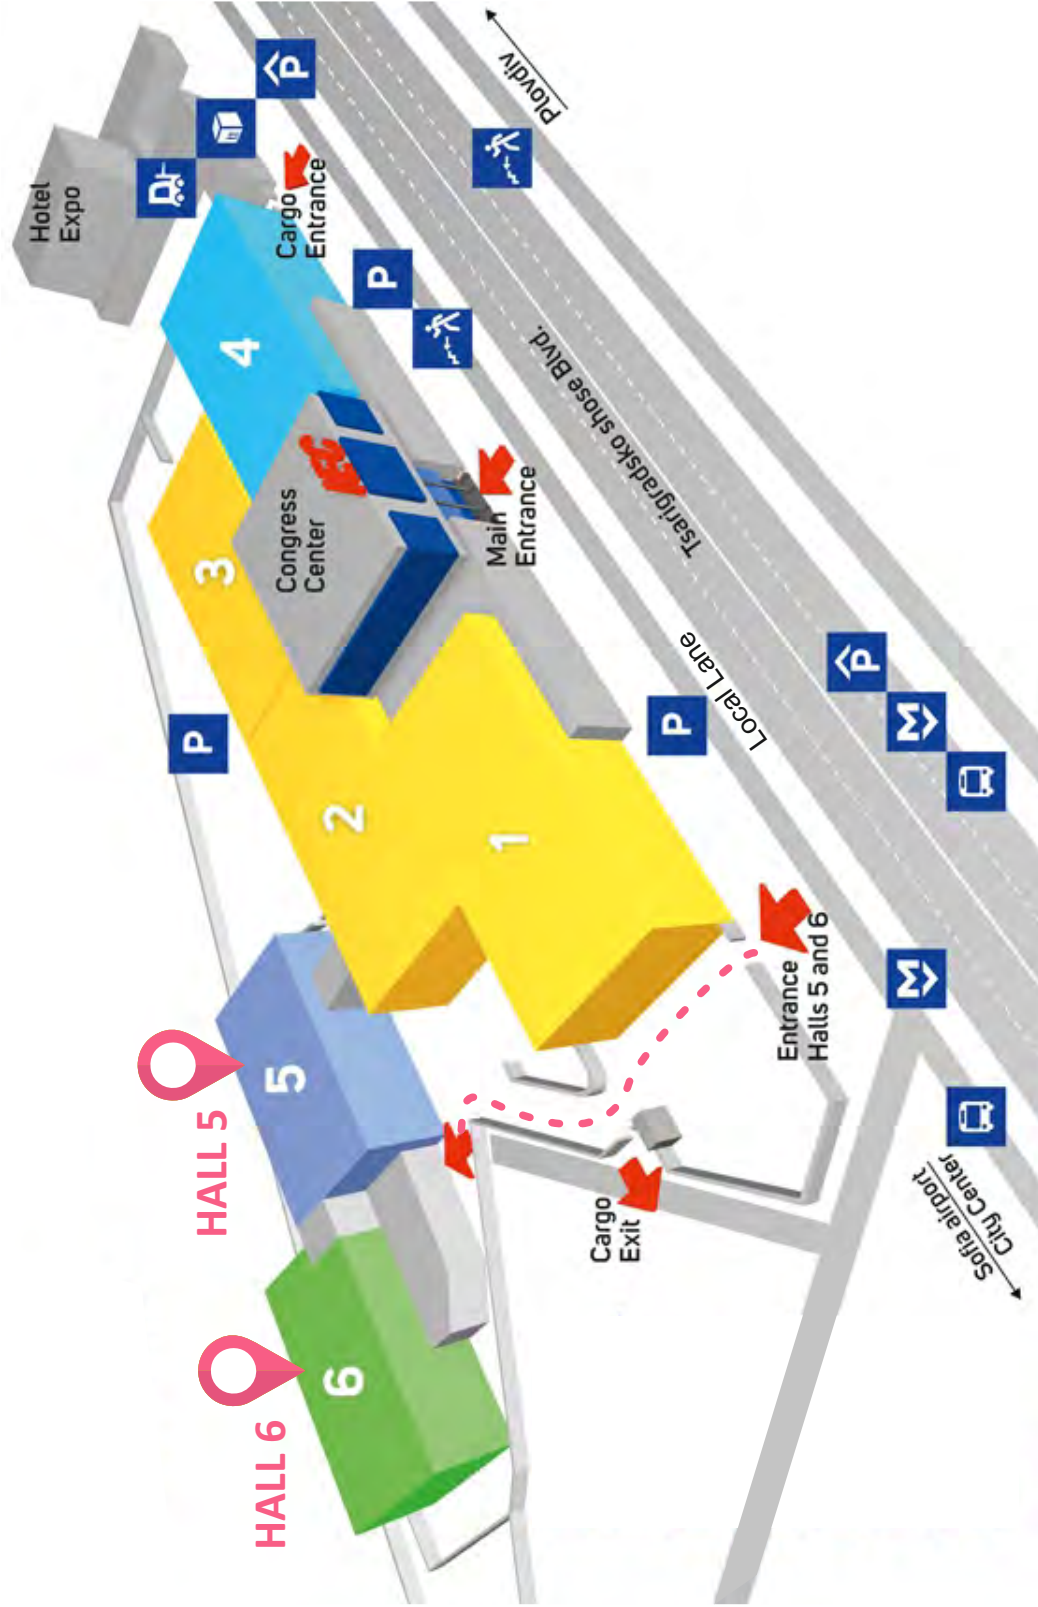 HALL 6
HALL 5
6
5
2
1
3
4
P
Hotel
Expo
Congress
Center
IEC
Cargo
Entrance
P
P
Main
Entrance
P
Local Lane
Tsarigradsko shose Blvd.
Plovdiv
P
M
M
Entrance
Halls 5 and 6
Cargo
Exit
Sofia airport
City Center